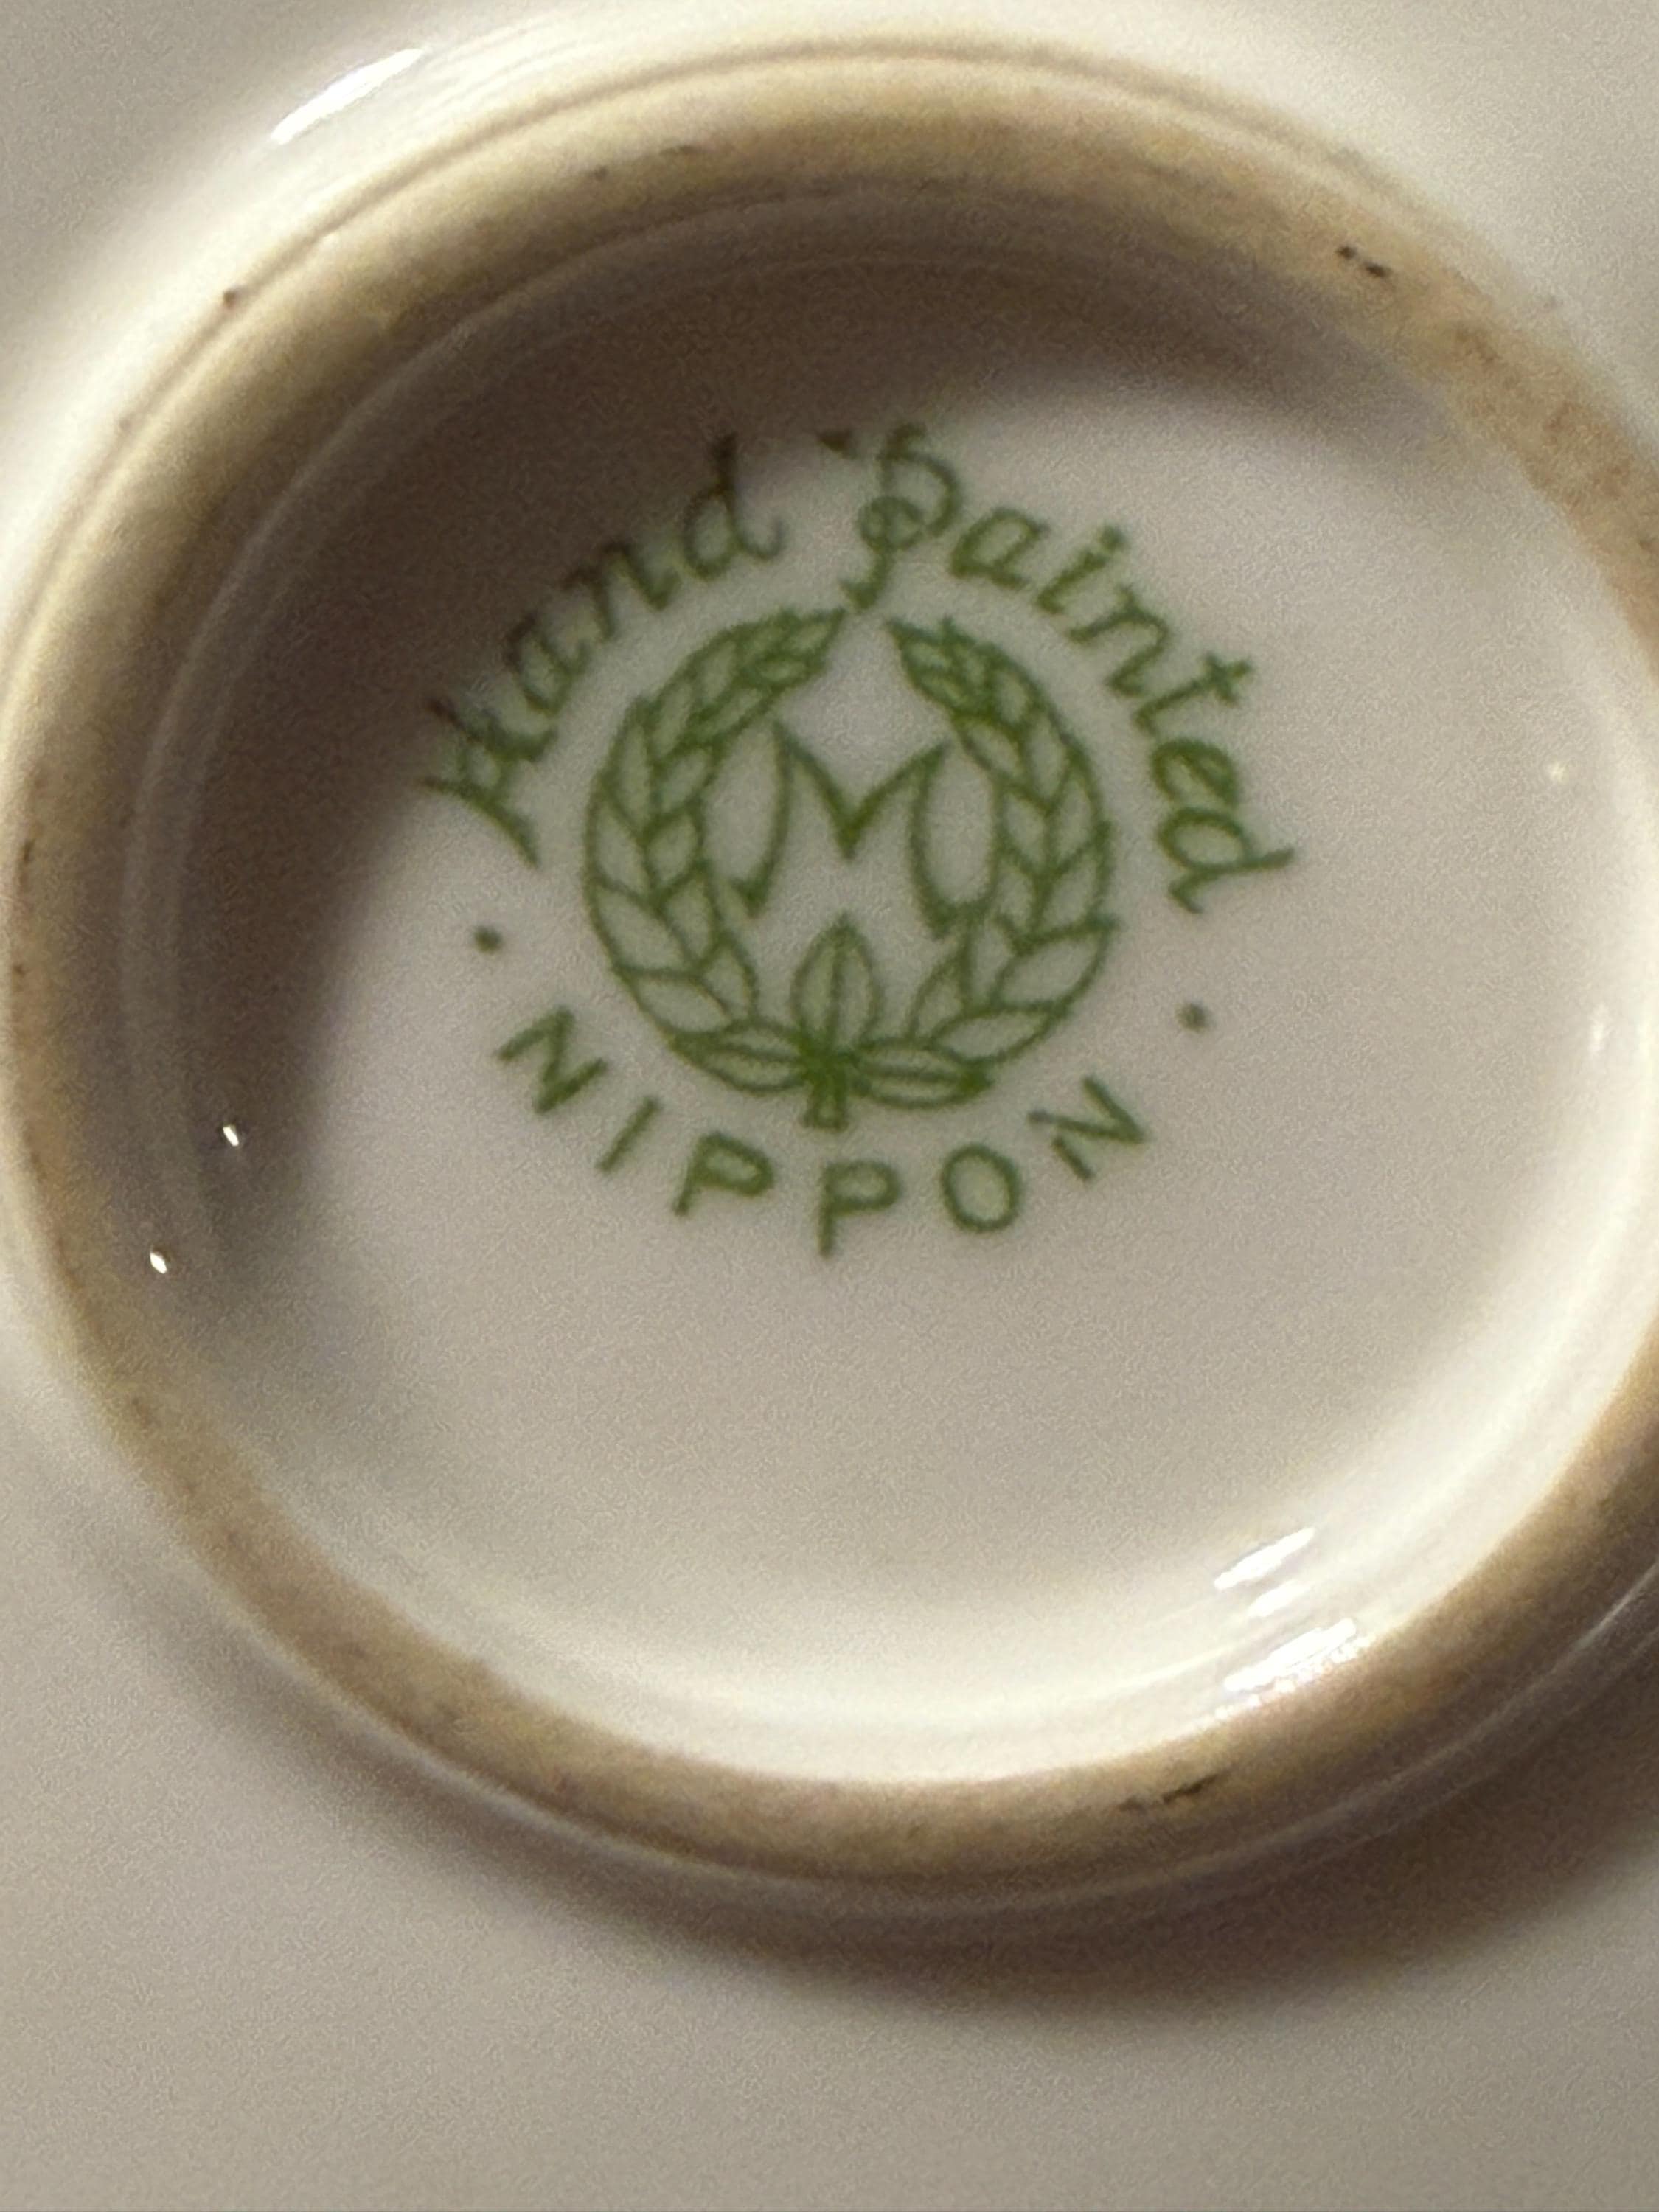 Hand Painted
M
• NIPPON •